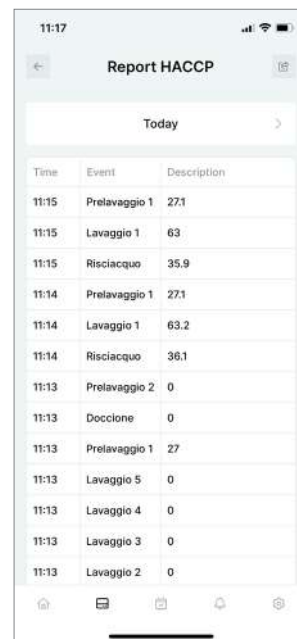 11:17
Report HACCP
Today
Time Event Description
11:15 Prelavaggio 1 27.1
11:15 Lavaggio 1 63
11:15 Risciacquo 35.9
11:14 Prelavaggio 1 27.1
11:14 Lavaggio 1 63.2
11:14 Risciacquo 36.1
11:13 Prelavaggio 2 0
11:13 Doccione 0
11:13 Prelavaggio 1 27
11:13 Lavaggio 5 0
11:13 Lavaggio 4 0
11:13 Lavaggio 3 0
11:13 Lavaggio 2 0